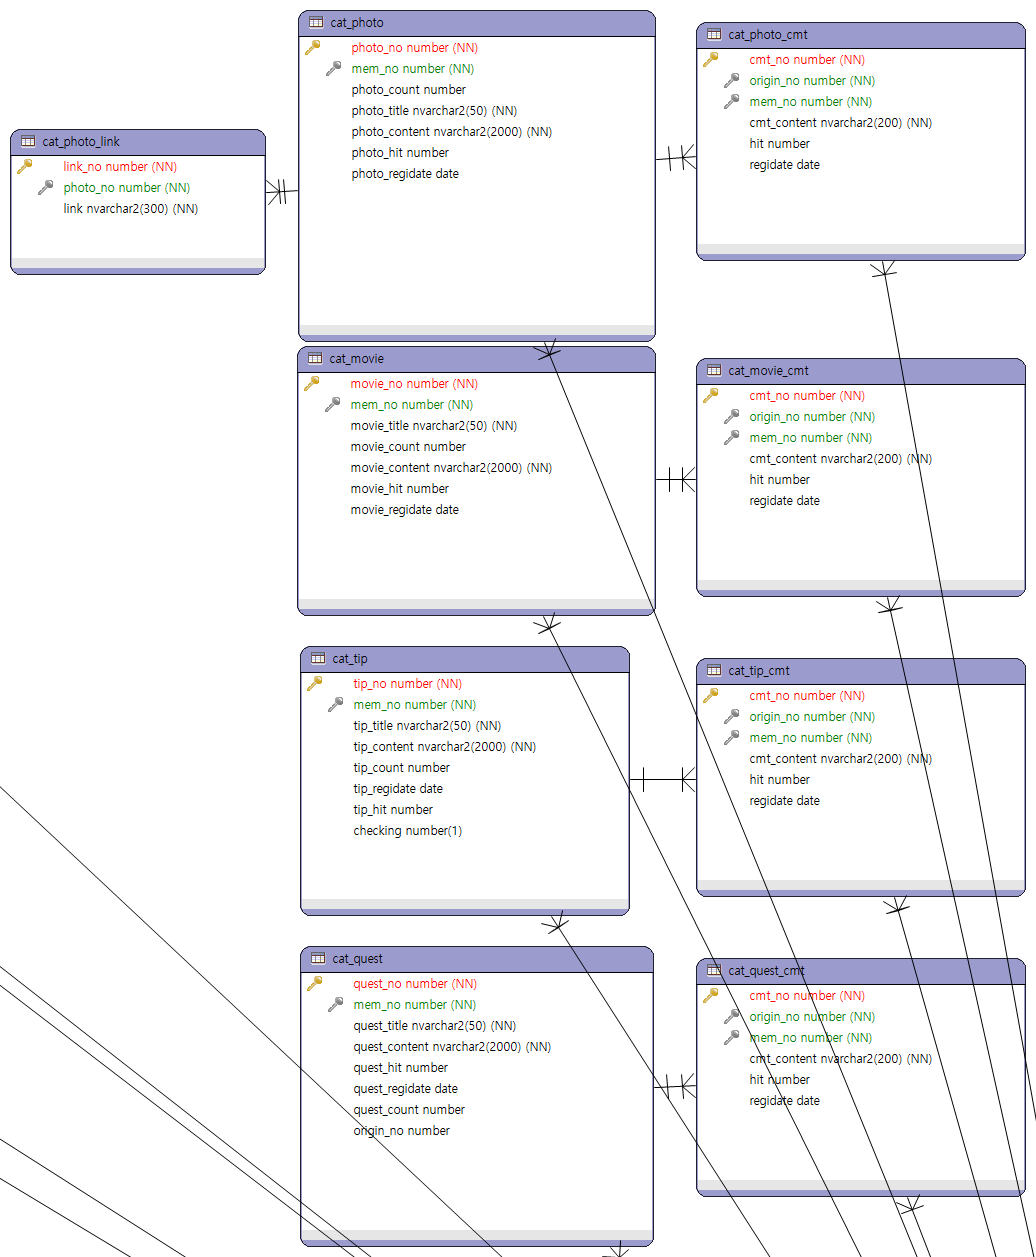 cat_photo
photo_no number (NN)
mem_no number (NN)
photo_count number
photo_title nvarchar2(50) (NN)
photo_content nvarchar2(2000) (NN)
photo_hit number
photo_regidate date
cat_photo_cmt
cmt_no number (NN)
origin_no number (NN)
mem_no number (NN)
cmt_content nvarchar2(200) (NN)
hit number
regidate date
cat_photo_link
link_no number (NN)
photo_no number (NN)
link nvarchar2(300) (NN)
cat_movie
movie_no number (NN)
mem_no number (NN)
movie_title nvarchar2(50) (NN)
movie_count number
movie_content nvarchar2(2000) (NN)
movie_hit number
movie_regidate date
cat_movie_cmt
cmt_no number (NN)
origin_no number (NN)
mem_no number (NN)
cmt_content nvarchar2(200) (NN)
hit number
regidate date
cat_tip
tip_no number (NN)
mem_no number (NN)
tip_title nvarchar2(50) (NN)
tip_content nvarchar2(2000) (NN)
tip_count number
tip_regidate date
tip_hit number
checking number(1)
cat_tip_cmt
cmt_no number (NN)
origin_no number (NN)
mem_no number (NN)
cmt_content nvarchar2(200) (NN)
hit number
regidate date
cat_quest
quest_no number (NN)
mem_no number (NN)
quest_title nvarchar2(50) (NN)
quest_content nvarchar2(2000) (NN)
quest_hit number
quest_regidate date
quest_count number
origin_no number
cat_quest_cmt
cmt_no number (NN)
origin_no number (NN)
mem_no number (NN)
cmt_content nvarchar2(200) (NN)
hit number
regidate date